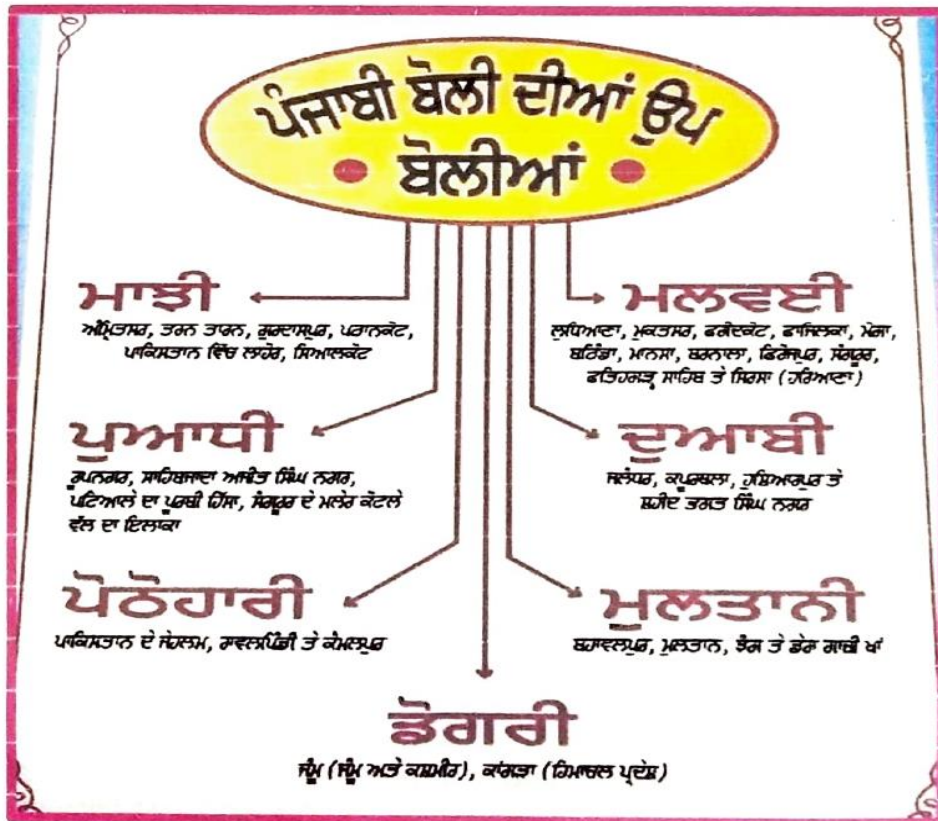 ਪੰਜਾਬੀ ਬੋਲੀ ਦੀਆਂ ਉਪ
ਬੋਲੀਆਂ
ਮਾਝੀ
ਅੰਮ੍ਰਿਤਸਰ, ਤਰਨ ਤਾਰਨ, ਗੁਰਦਾਸਪੁਰ, ਪਠਾਨਕੋਟ,
ਪਾਕਿਸਤਾਨ ਵਿੱਚ ਲਾਹੌਰ, ਸਿਆਲਕੋਟ
ਮਲਵਈ
ਲੁਧਿਆਣਾ, ਮੁਕਤਸਰ, ਫਰੀਦਕੋਟ, ਫਾਜਿਲਕਾ, ਮੋਗਾ,
ਬਠਿੰਡਾ, ਮਾਨਸਾ, ਬਰਨਾਲਾ, ਫਿਰੋਜਪੁਰ, ਸੰਗਰੂਰ,
ਫਤਿਹਗੜ੍ਹ ਸਾਹਿਬ ਤੇ ਸਿਰਸਾ (ਹਰਿਆਣਾ)
ਪੁਆਧੀ
ਰੂਪਨਗਰ, ਸਾਹਿਬਜਾਦਾ ਅਜੀਤ ਸਿੰਘ ਨਗਰ,
ਪਟਿਆਲੇ ਦਾ ਪੂਰਬੀ ਹਿੱਸਾ, ਸੰਗਰੂਰ ਦੇ ਮਲੇਰ ਕੋਟਲੇ
ਵੱਲ ਦਾ ਇਲਾਕਾ
ਦੁਆਬੀ
ਜਲੰਧਰ, ਕਪੂਰਥਲਾ, ਹੁਸ਼ਿਆਰਪੁਰ ਤੇ
ਸ਼ਹੀਦ ਭਗਤ ਸਿੰਘ ਨਗਰ
ਪੋਠੋਹਾਰੀ
ਪਾਕਿਸਤਾਨ ਦੇ ਜੇਹਲਮ, ਰਾਵਲਪਿੰਡੀ ਤੇ ਕੈਮਲਪੁਰ
ਮੁਲਤਾਨੀ
ਬਹਾਵਲਪੁਰ, ਮੁਲਤਾਨ, ਝੰਗ ਤੇ ਡੇਰਾ ਗਾਜ਼ੀ ਖਾਂ
ਡੋਗਰੀ
ਜੰਮੂ (ਜੰਮੂ ਅਤੇ ਕਸ਼ਮੀਰ), ਕਾਂਗੜਾ (ਹਿਮਾਚਲ ਪ੍ਰਦੇਸ਼)